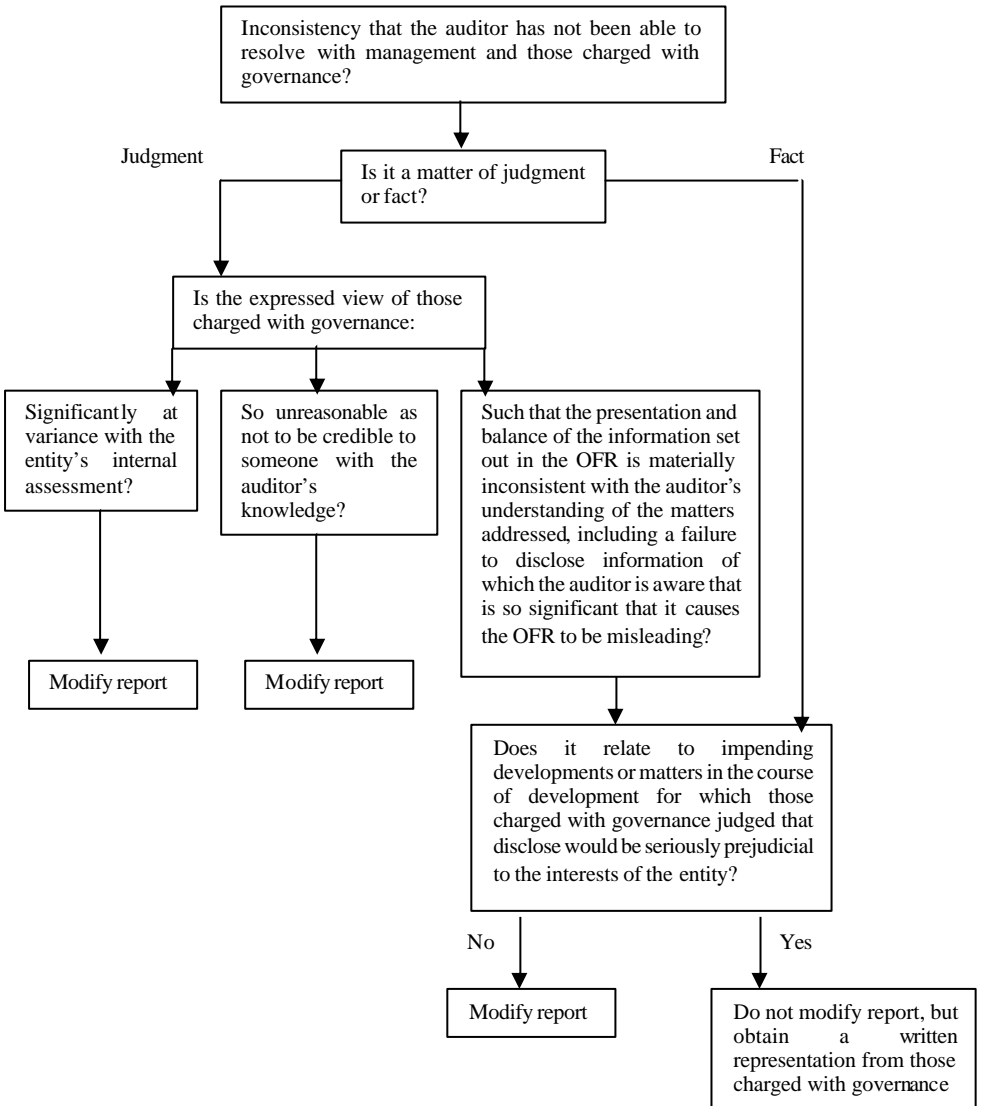 Inconsistency that the auditor has not been able to
resolve with management and those charged with
governance?
Judgment
Fact
Is it a matter of judgment
or fact?
Is the expressed view of those
charged with governance:
Significantly at
variance with the
entity's internal
assessment?
So unreasonable as
not to be credible to
someone with the
auditor's
knowledge?
Such that the presentation and
balance of the information set
out in the OFR is materially
inconsistent with the auditor's
understanding of the matters
addressed, including a failure
to disclose information of
which the auditor is aware that
is so significant that it causes
the OFR to be misleading?
Modify report
Modify report
Does it relate to impending
developments or matters in the course
of development for which those
charged with governance judged that
disclose would be seriously prejudicial
to the interests of the entity?
No
Yes
Modify report
Do not modify report, but
obtain a written
representation from those
charged with governance